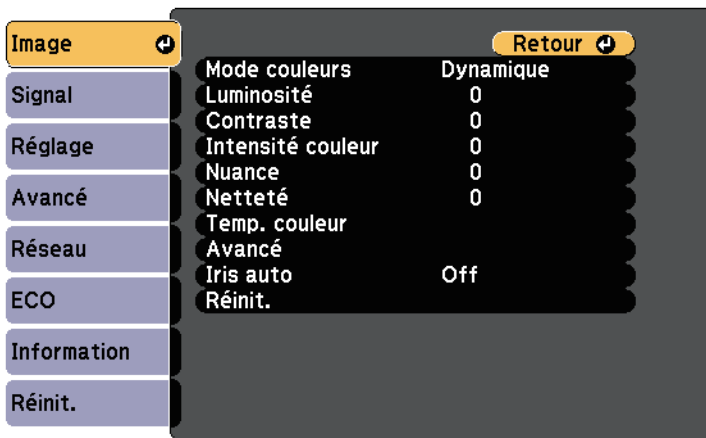 Image
Signal
Réglage
Avancé
Réseau
ECO
Information
Réinit.
Retour
Mode couleurs Dynamique
Luminosité 0
Contraste 0
Intensité couleur 0
Nuance 0
Netteté 0
Temp. couleur
Avancé
Iris auto Off
Réinit.